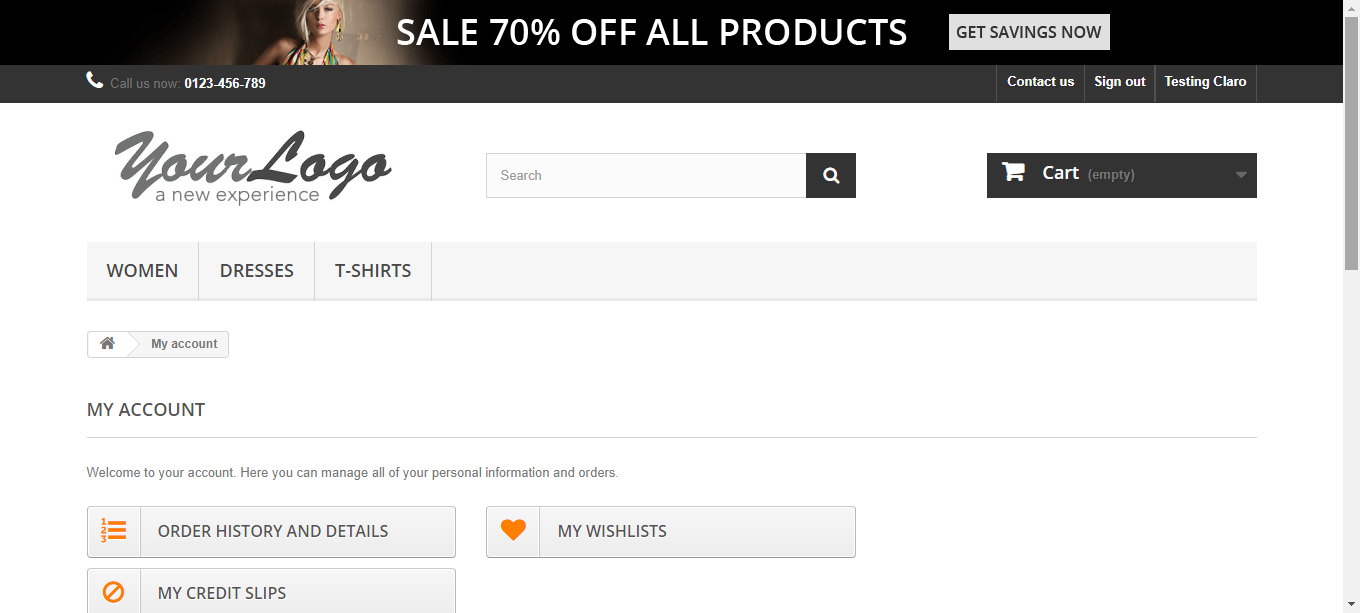 SALE 70% OFF ALL PRODUCTS GET SAVINGS NOW
Call us now: 0123-456-789 Contact us Sign out Testing Claro
YourLogo
a new experience
Search
Cart (empty)
WOMEN DRESSES T-SHIRTS
My account
MY ACCOUNT
Welcome to your account. Here you can manage all of your personal information and orders.
1 2 3 ORDER HISTORY AND DETAILS MY WISHLISTS
MY CREDIT SLIPS